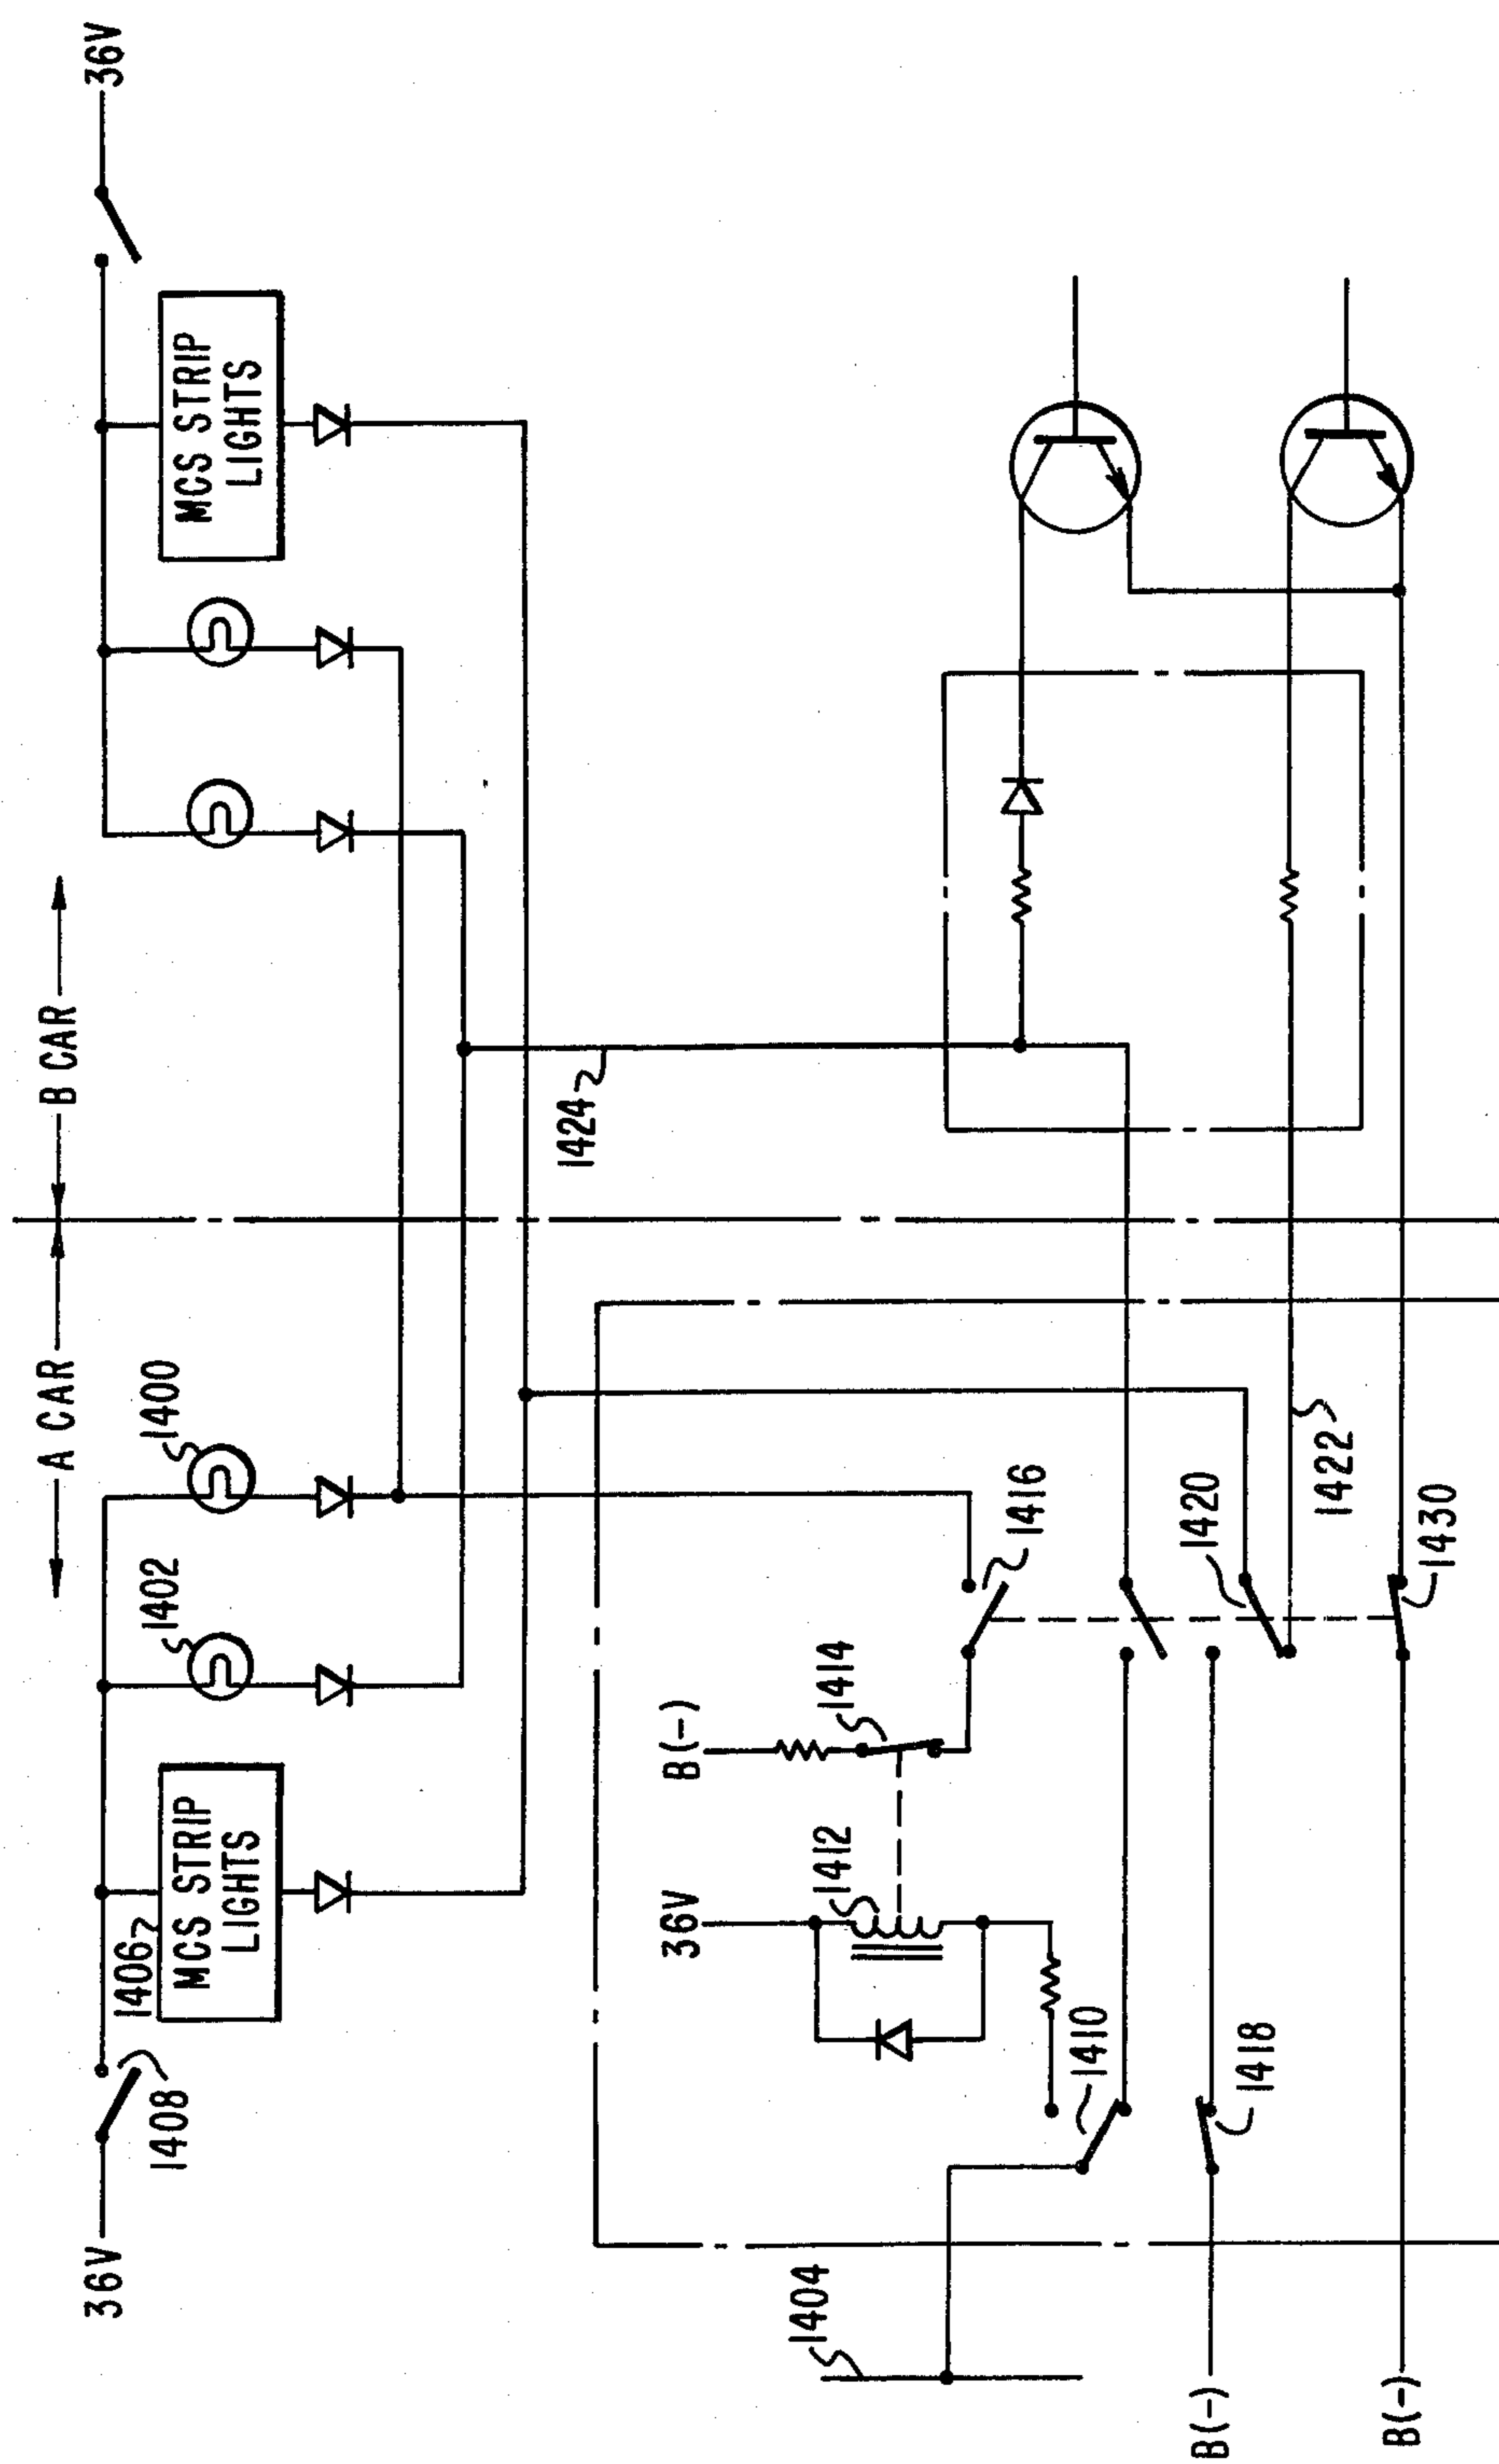 A CAR
B CAR
36V
1408
1406
MCS STRIP
LIGHTS
1402
1400
MCS STRIP
LIGHTS
36V
1424
1404
36V
1412
B(-)
1414
1416
1410
1418
1420
1422
1430
B(-)
B(-)